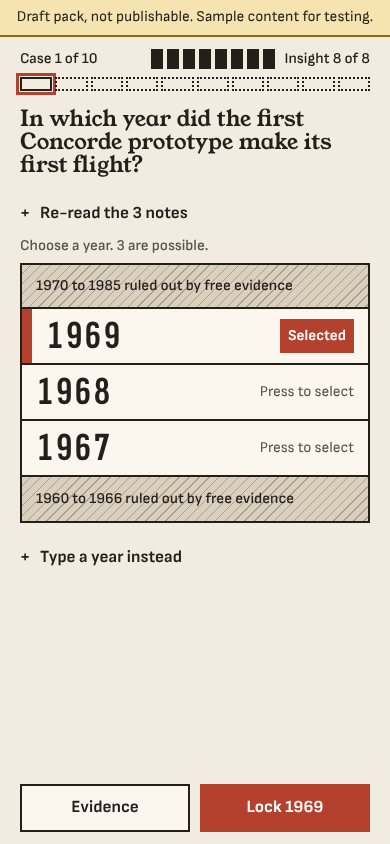 Draft pack, not publishable. Sample content for testing.
Case 1 of 10
Insight 8 of 8
In which year did the first
Concorde prototype make its
first flight?
+ Re-read the 3 notes
Choose a year. 3 are possible.
1970 to 1985 ruled out by free evidence
1969 Selected
1968 Press to select
1967 Press to select
1960 to 1966 ruled out by free evidence
+ Type a year instead
Evidence
Lock 1969